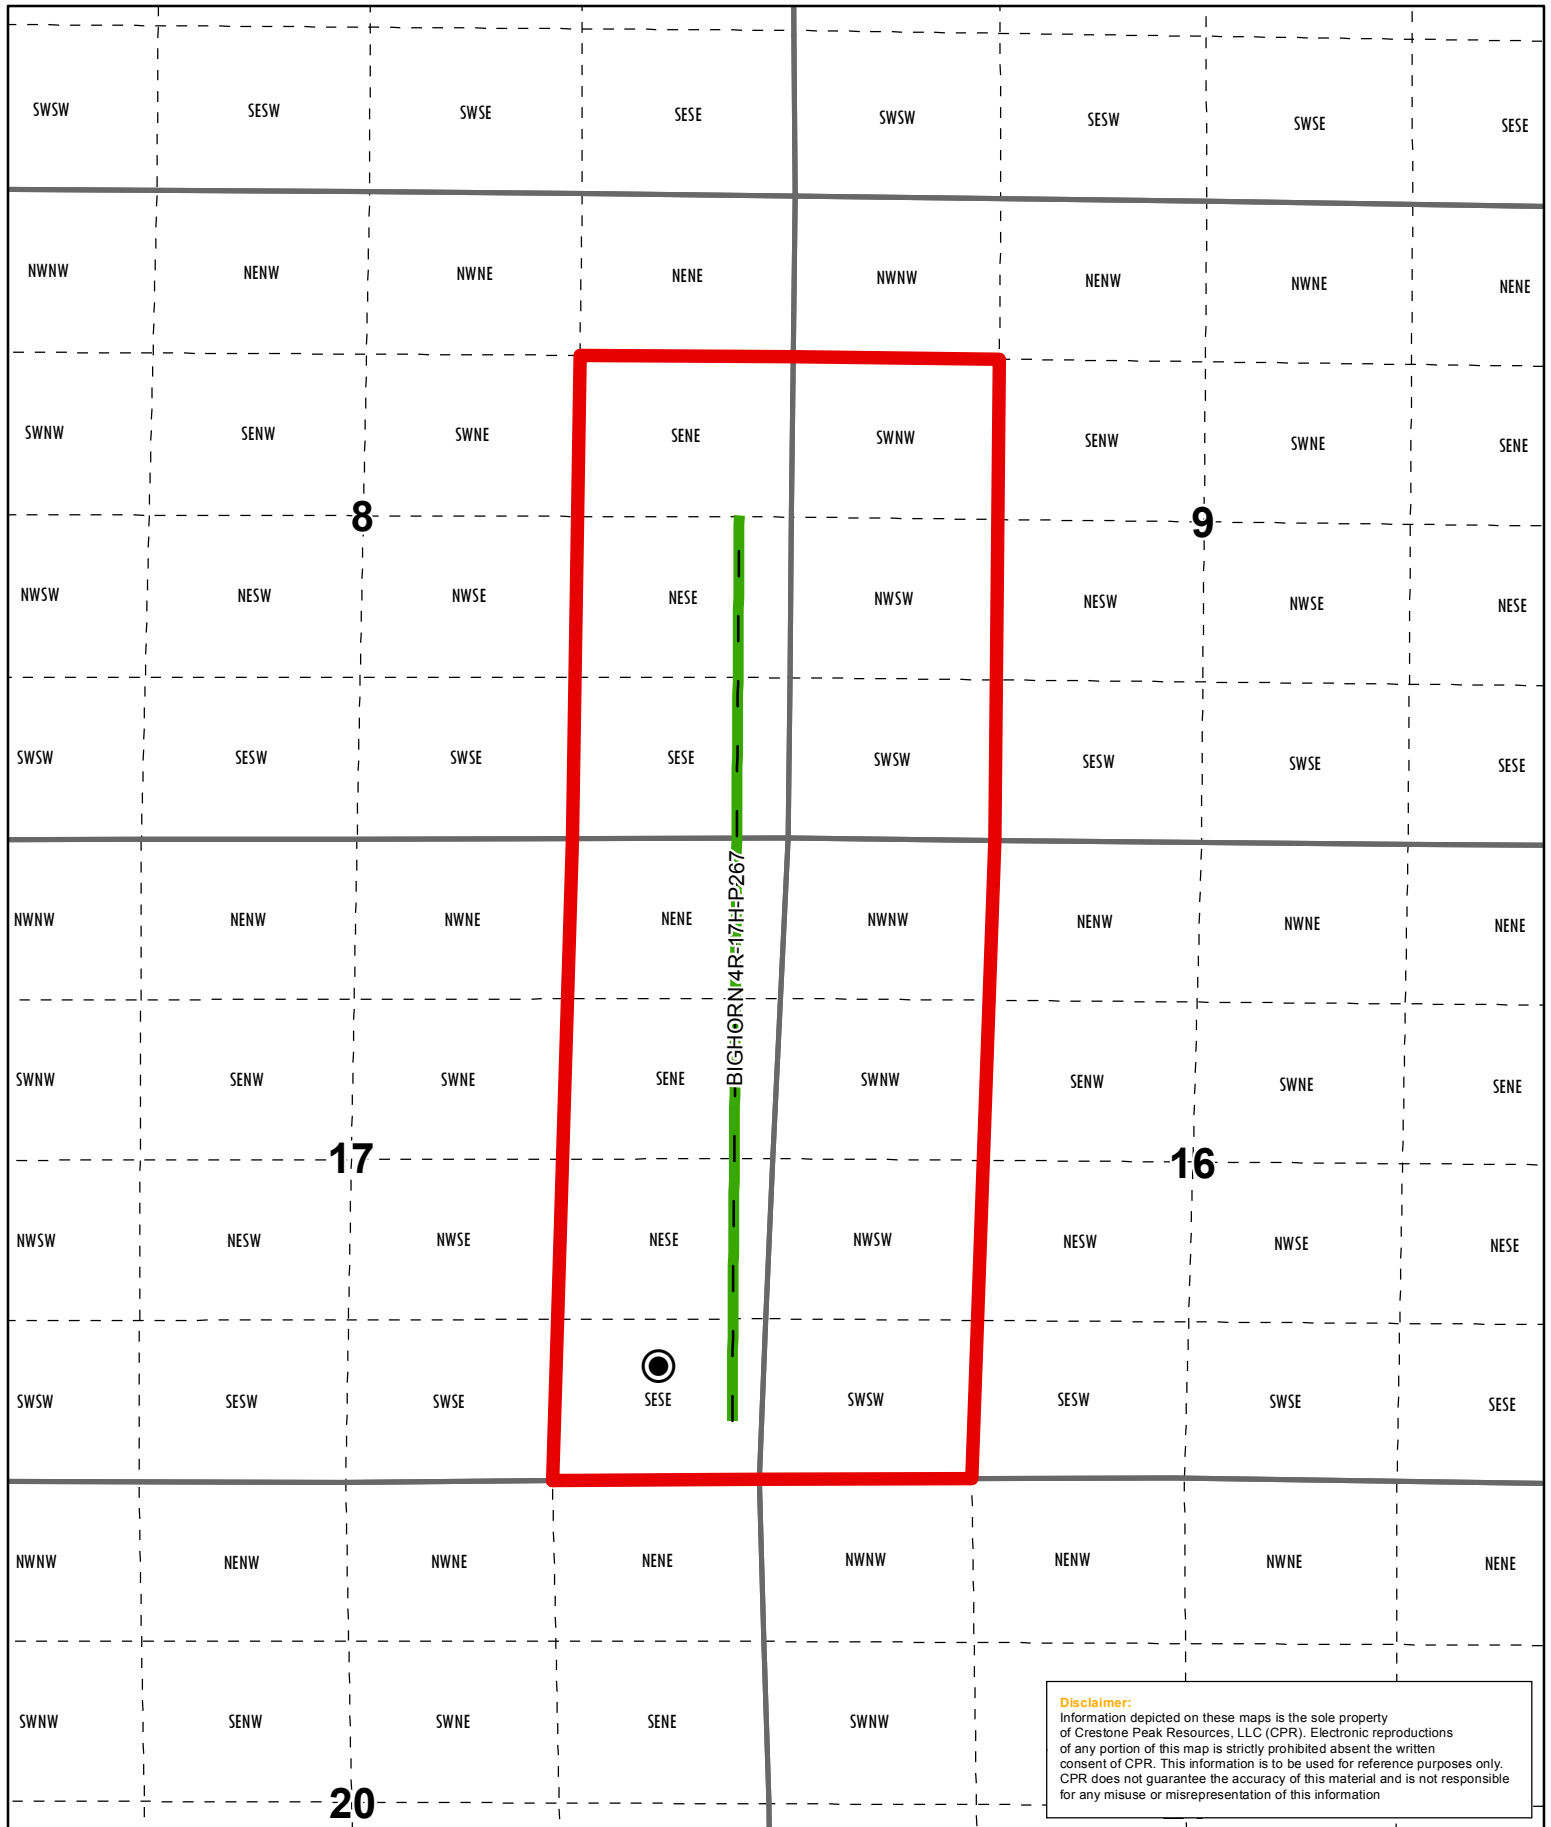 SWSW SESW SWSE SESE SWSW SESW SWSE SESE
NWNW NENW NWNE NENE NWNW NENW NWNE NENE
SWNW SENW SWNE SENE SWNW SENW SWNE SENE
8 9
NWSW NESW NWSE NESE NWSW NESW NWSE NESE
SWSW SESW SWSE SESE SWSW SESW SWSE SESE
BIGHORN 4R-17H-P267
NWNW NENW NWNE NENE NWNW NENW NWNE NENE
SWNW SENW SWNE SENE SWNW SENW SWNE SENE
17 16
NWSW NESW NWSE NESE NWSW NESW NWSE NESE
SWSW SESW SWSE SESE SWSW SESW SWSE SESE
NWNW NENW NWNE NENE NWNW NENW NWNE NENE
SWNW SENW SWNE SENE SWNW
20
Disclaimer:
Information depicted on these maps is the sole property
of Crestone Peak Resources, LLC (CPR). Electronic reproductions
of any portion of this map is strictly prohibited absent the written
consent of CPR. This information is to be used for reference purposes only.
CPR does not guarantee the accuracy of this material and is not responsible
for any misuse or misrepresentation of this information